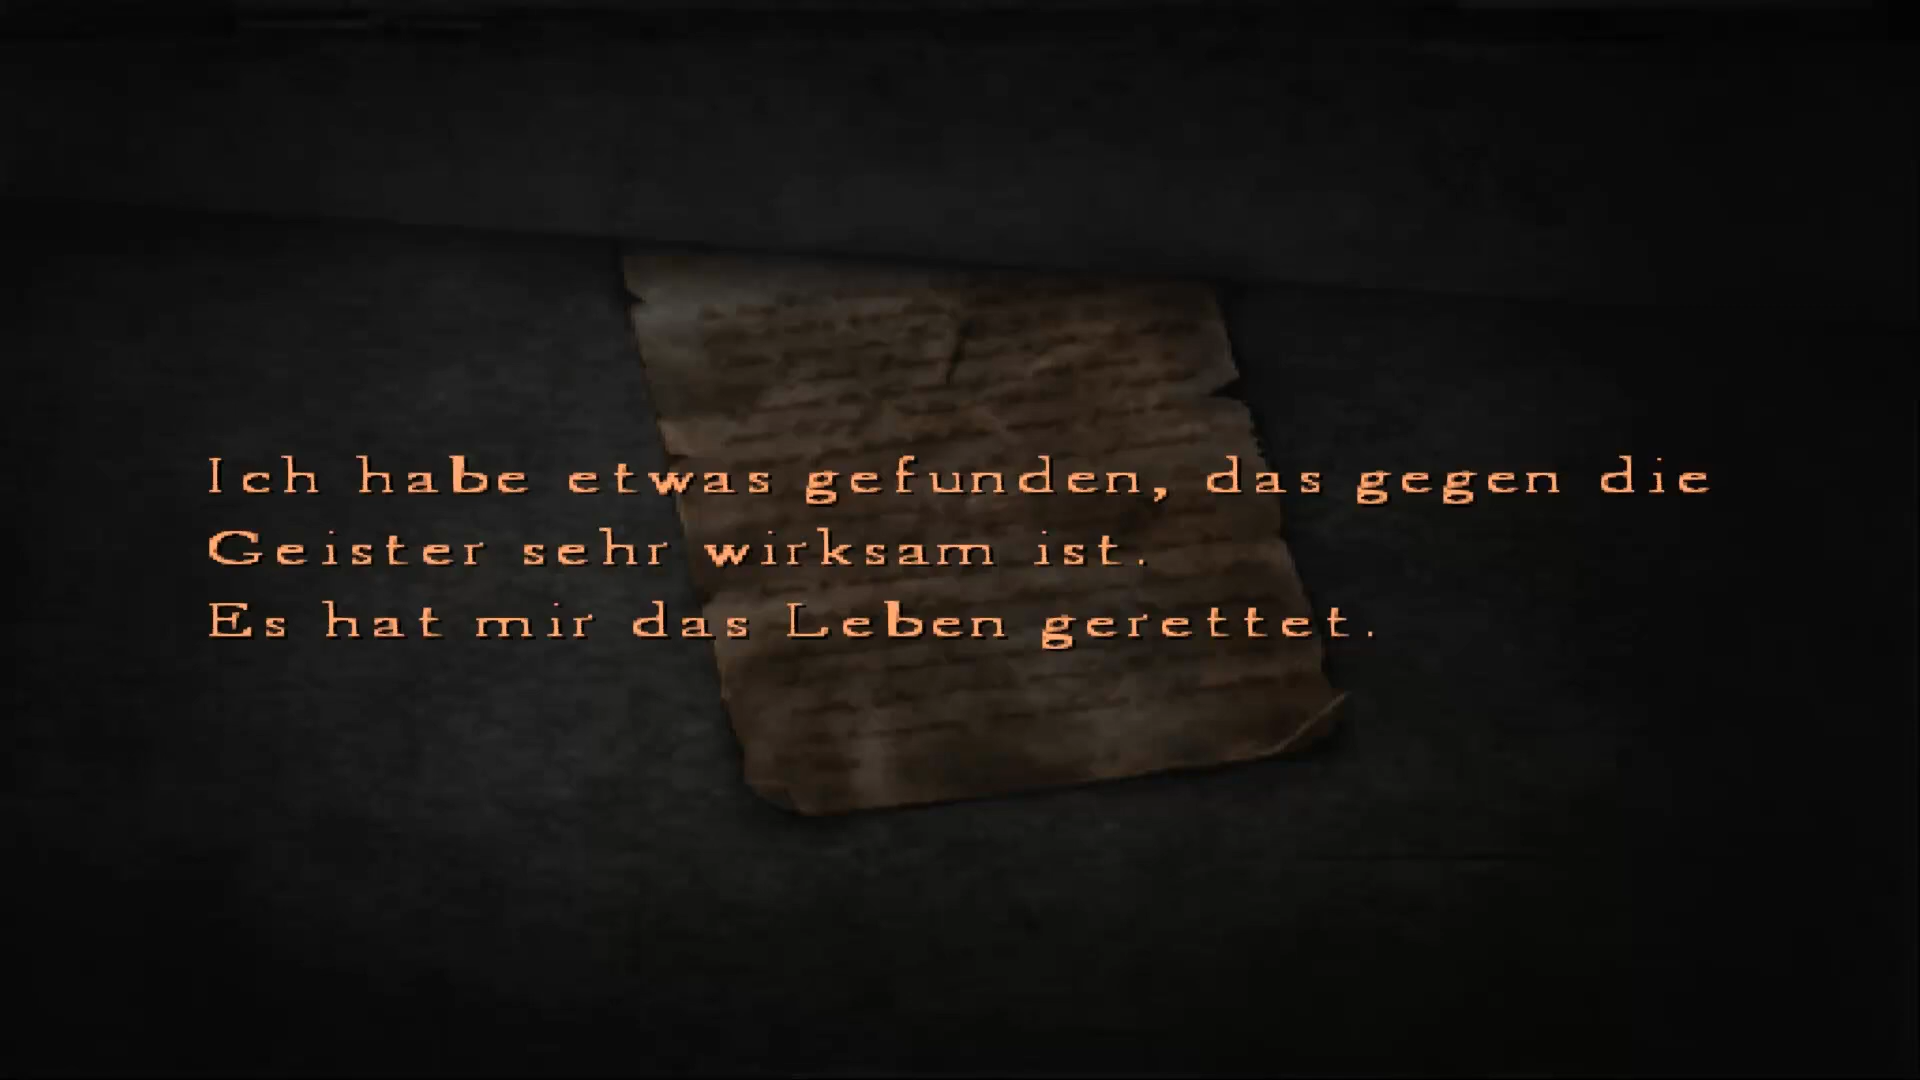 Ich habe etwas gefunden, das gegen die
Geister sehr wirksam ist.
Es hat mir das Leben gerettet.